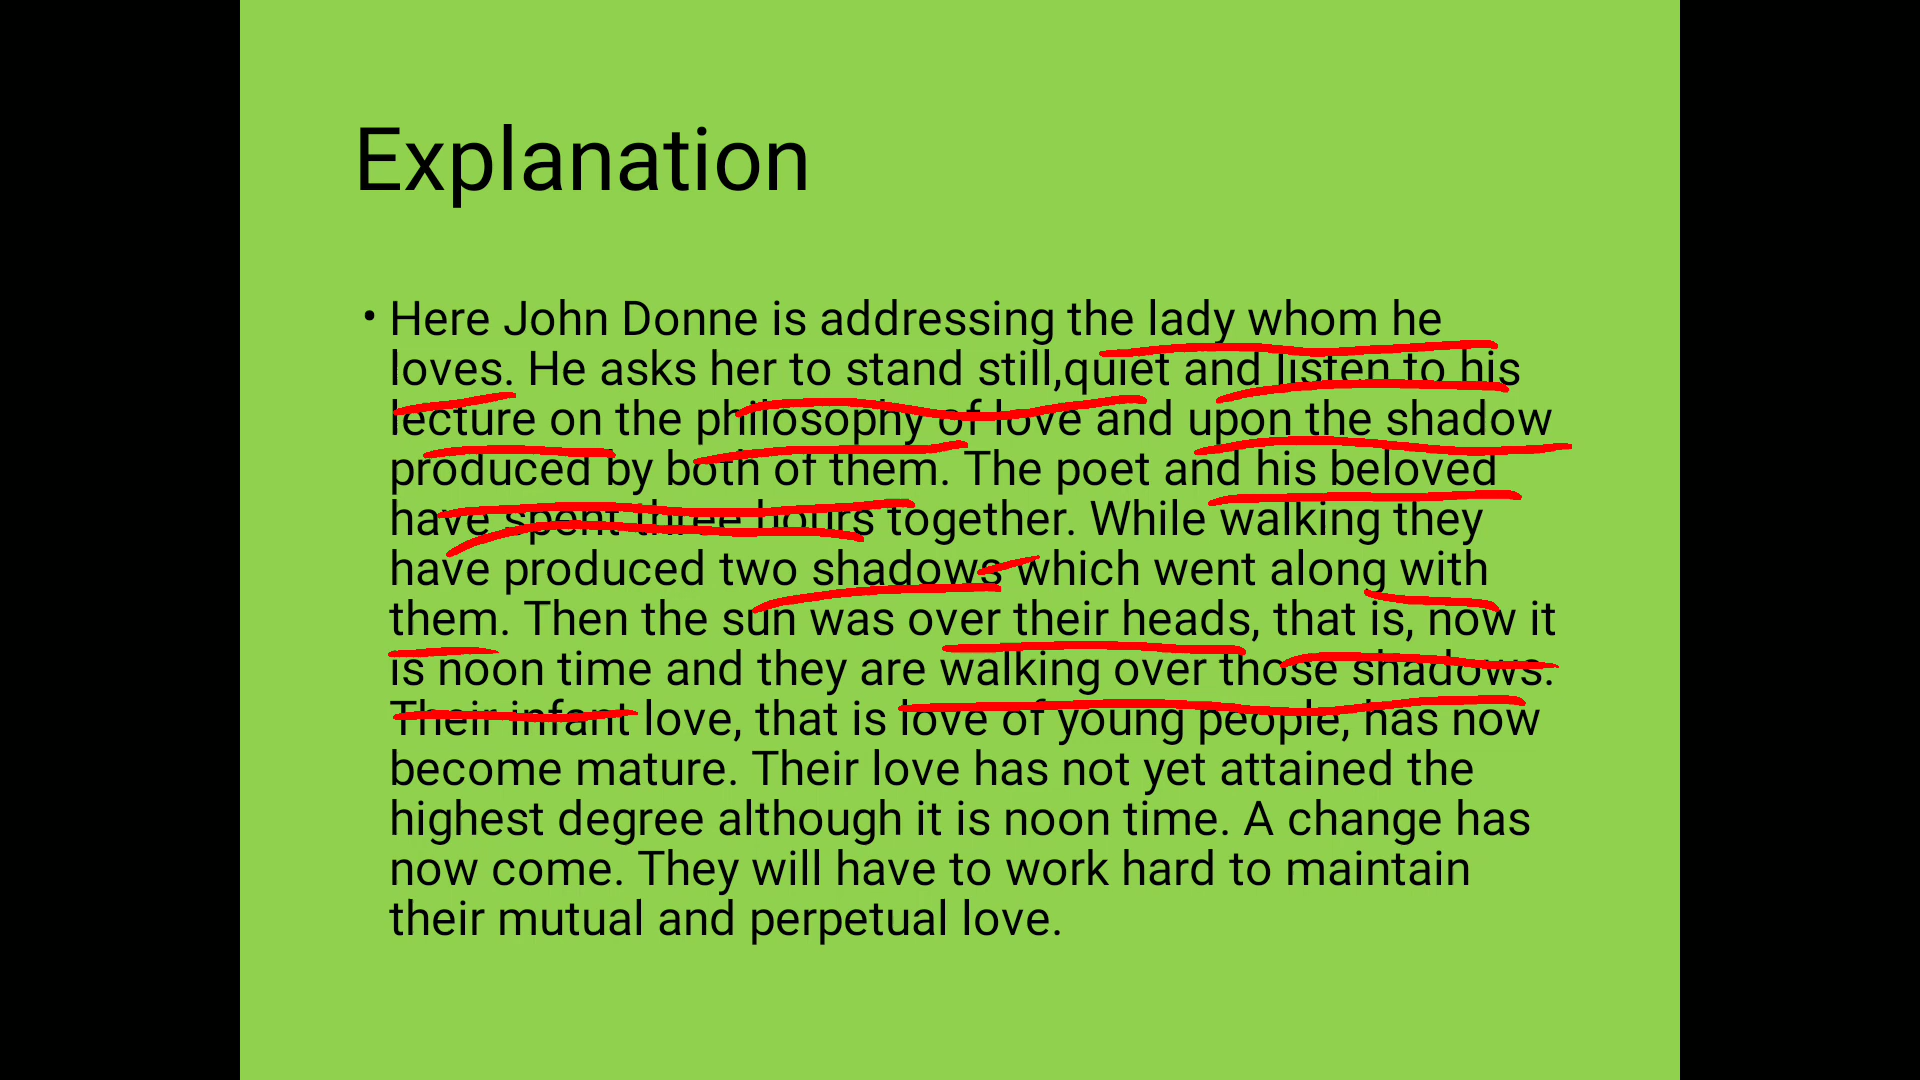 Explanation
• Here John Donne is addressing the lady whom he
loves. He asks her to stand still,quiet and listen to his
lecture on the philosophy of love and upon the shadow
produced by both of them. The poet and his beloved
have spent three hours together. While walking they
have produced two shadows which went along with
them. Then the sun was over their heads, that is, now it
is noon time and they are walking over those shadows.
Their infant love, that is love of young people, has now
become mature. Their love has not yet attained the
highest degree although it is noon time. A change has
now come. They will have to work hard to maintain
their mutual and perpetual love.